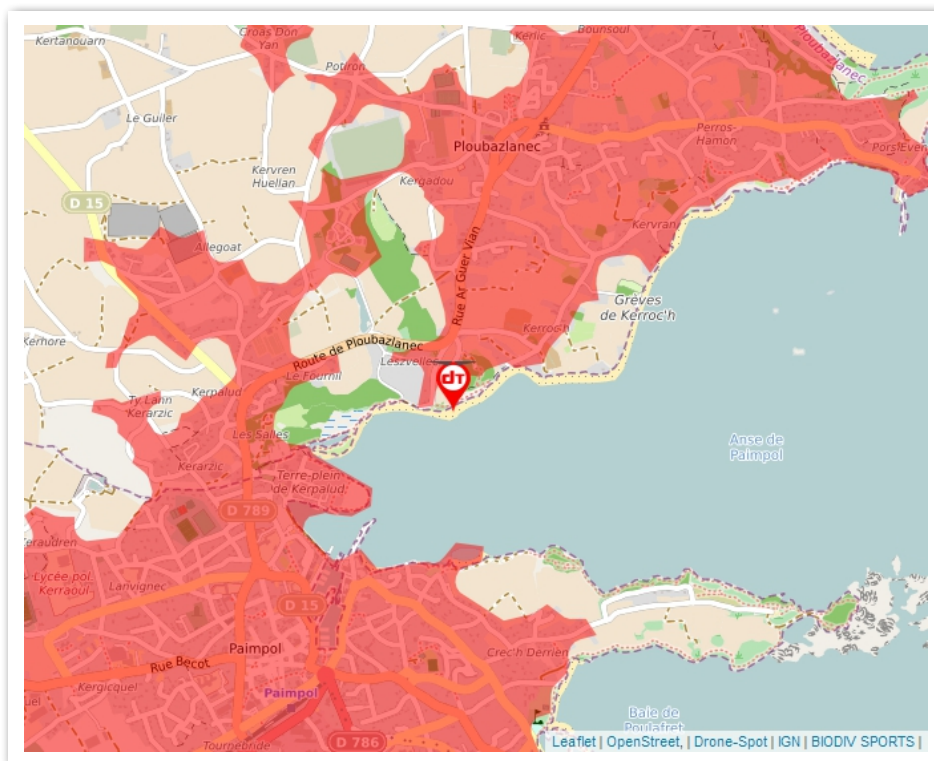 Kertanouarn
Croas Don
Yan
Kerlic
Bounsoul
Potiron
Ploubazlanec
Le Guiler
Perros-
Hamon
Ploubazlanec
Pors Even
Kervren
Huellan
Kergadou
D 15
Kervran
Allegoat
Rue Ar Guer Vian
Grèves
de Kerroc'h
Kerroc'h
Kerhore
Route de Ploubazlanec
Leszvellec
Le Fournil
dT
Kerpalud
Ty Lann
Kerarzic
Les Salles
Anse de
Paimpol
Kerarzic
Terre-plein
de Kerpalud
D 789
Keraudren
Lycée pol
Kerraoul
Lanvignec
D 15
Paimpol
Crec'h Derrien
Rue Becot
Kergicquel
Paimpol
Baie de
Poulafret
Tournebride
D 786
Leaflet | OpenStreet, | Drone-Spot | IGN | BIODIV SPORTS |